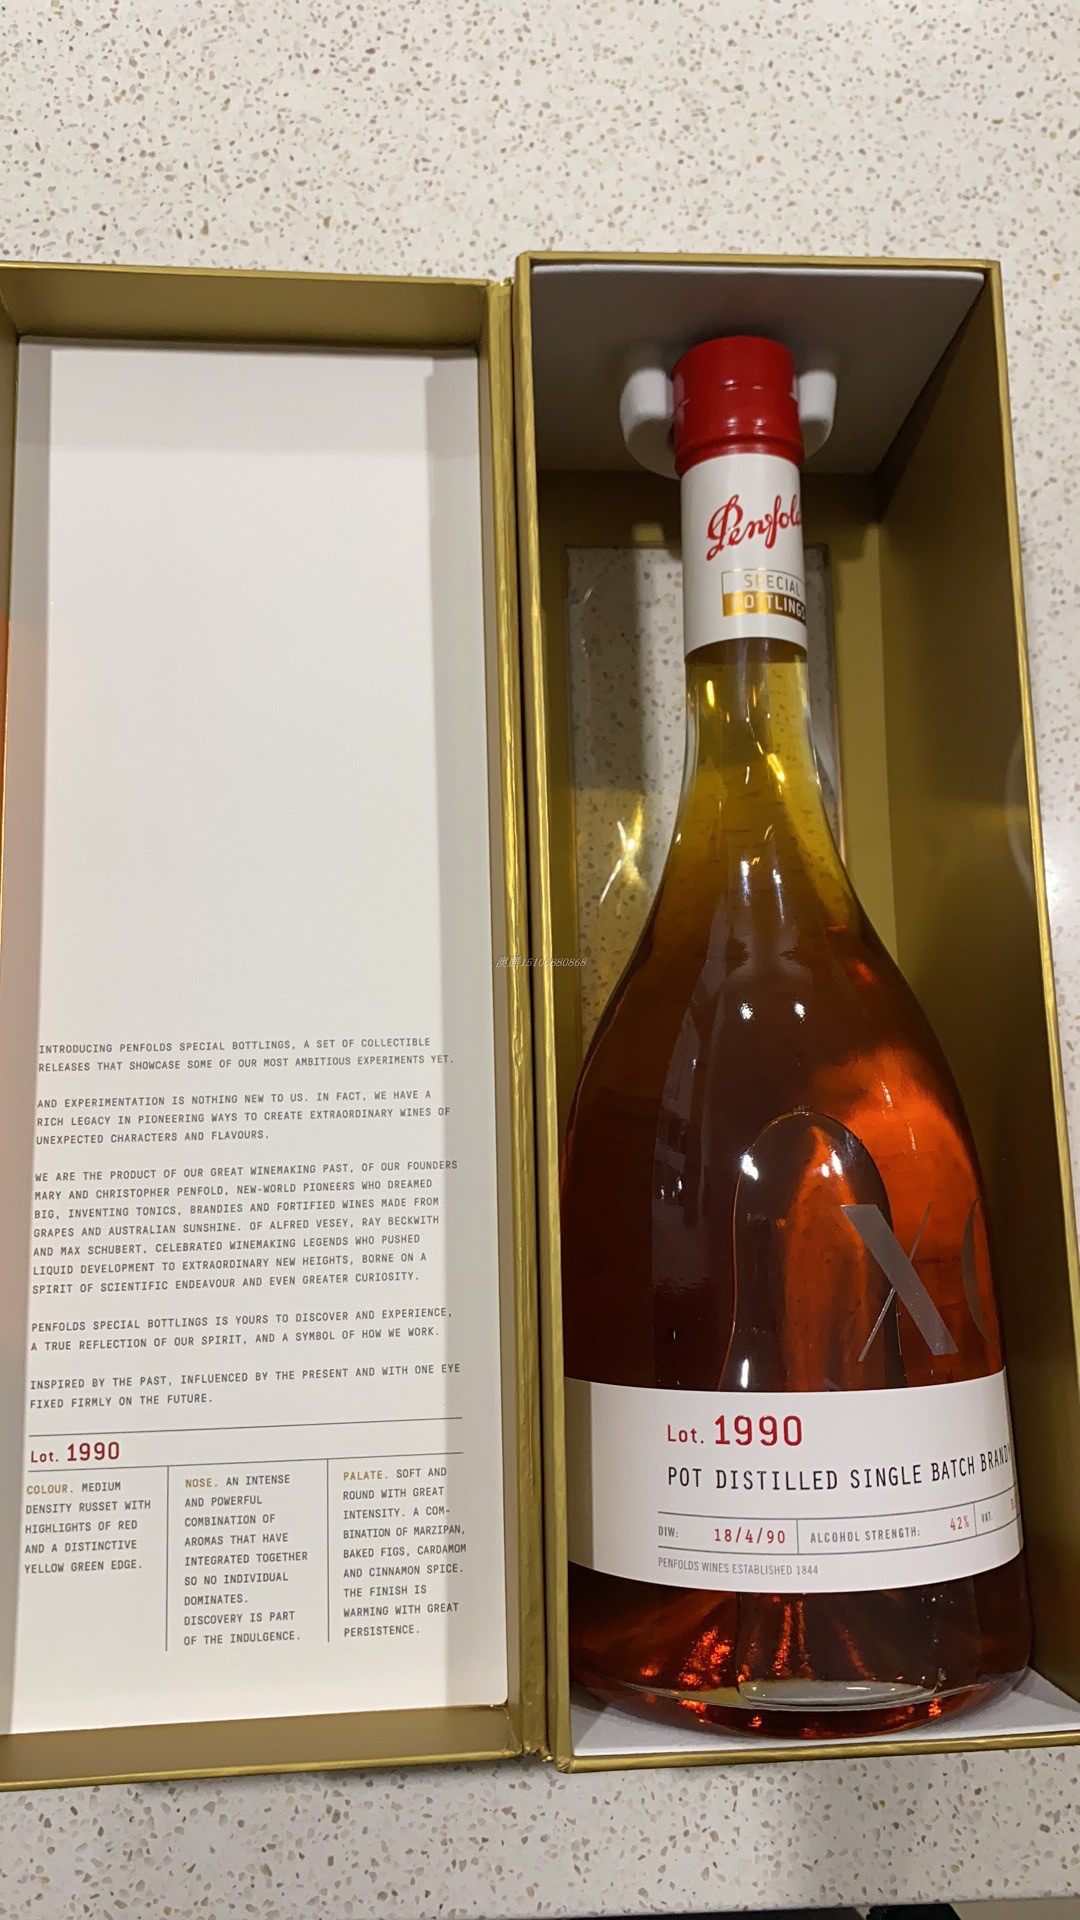 INTRODUCING PENFOLDS SPECIAL BOTTLINGS, A SET OF COLLECTIBLE
RELEASES THAT SHOWCASE SOME OF OUR MOST AMBITIOUS EXPERIMENTS YET.
AND EXPERIMENTATION IS NOTHING NEW TO US. IN FACT, WE HAVE A
RICH LEGACY IN PIONEERING WAYS TO CREATE EXTRAORDINARY WINES OF
UNEXPECTED CHARACTERS AND FLAVOURS.
WE ARE THE PRODUCT OF OUR GREAT WINEMAKING PAST, OF OUR FOUNDERS
MARY AND CHRISTOPHER PENFOLD, NEW-WORLD PIONEERS WHO DREAMED
BIG, INVENTING TONICS, BRANDIES AND FORTIFIED WINES MADE FROM
GRAPES AND AUSTRALIAN SUNSHINE. OF ALFRED VESEY, RAY BECKWITH
AND MAX SCHUBERT, CELEBRATED WINEMAKING LEGENDS WHO PUSHED
LIQUID DEVELOPMENT TO EXTRAORDINARY NEW HEIGHTS, BORNE ON A
SPIRIT OF SCIENTIFIC ENDEAVOUR AND EVEN GREATER CURIOSITY.
PENFOLDS SPECIAL BOTTLINGS IS YOURS TO DISCOVER AND EXPERIENCE,
A TRUE REFLECTION OF OUR SPIRIT, AND A SYMBOL OF HOW WE WORK.
INSPIRED BY THE PAST, INFLUENCED BY THE PRESENT AND WITH ONE EYE
FIXED FIRMLY ON THE FUTURE.
Lot. 1990
COLOUR. MEDIUM
DENSITY RUSSET WITH
HIGHLIGHTS OF RED
AND A DISTINCTIVE
YELLOW GREEN EDGE.
NOSE. AN INTENSE
AND POWERFUL
COMBINATION OF
AROMAS THAT HAVE
INTEGRATED TOGETHER
SO NO INDIVIDUAL
DOMINATES.
DISCOVERY IS PART
OF THE INDULGENCE.
PALATE. SOFT AND
ROUND WITH GREAT
INTENSITY. A COM-
BINATION OF MARZIPAN,
BAKED FIGS, CARDAMOM
AND CINNAMON SPICE.
THE FINISH IS
WARMING WITH GREAT
PERSISTENCE.
Penfold
SPECIAL
BOTTLINGS
XO
Lot. 1990
POT DISTILLED SINGLE BATCH BRAND
DIW: 18/4/90 ALCOHOL STRENGTH: 42% VAT.
PENFOLDS WINES ESTABLISHED 1844